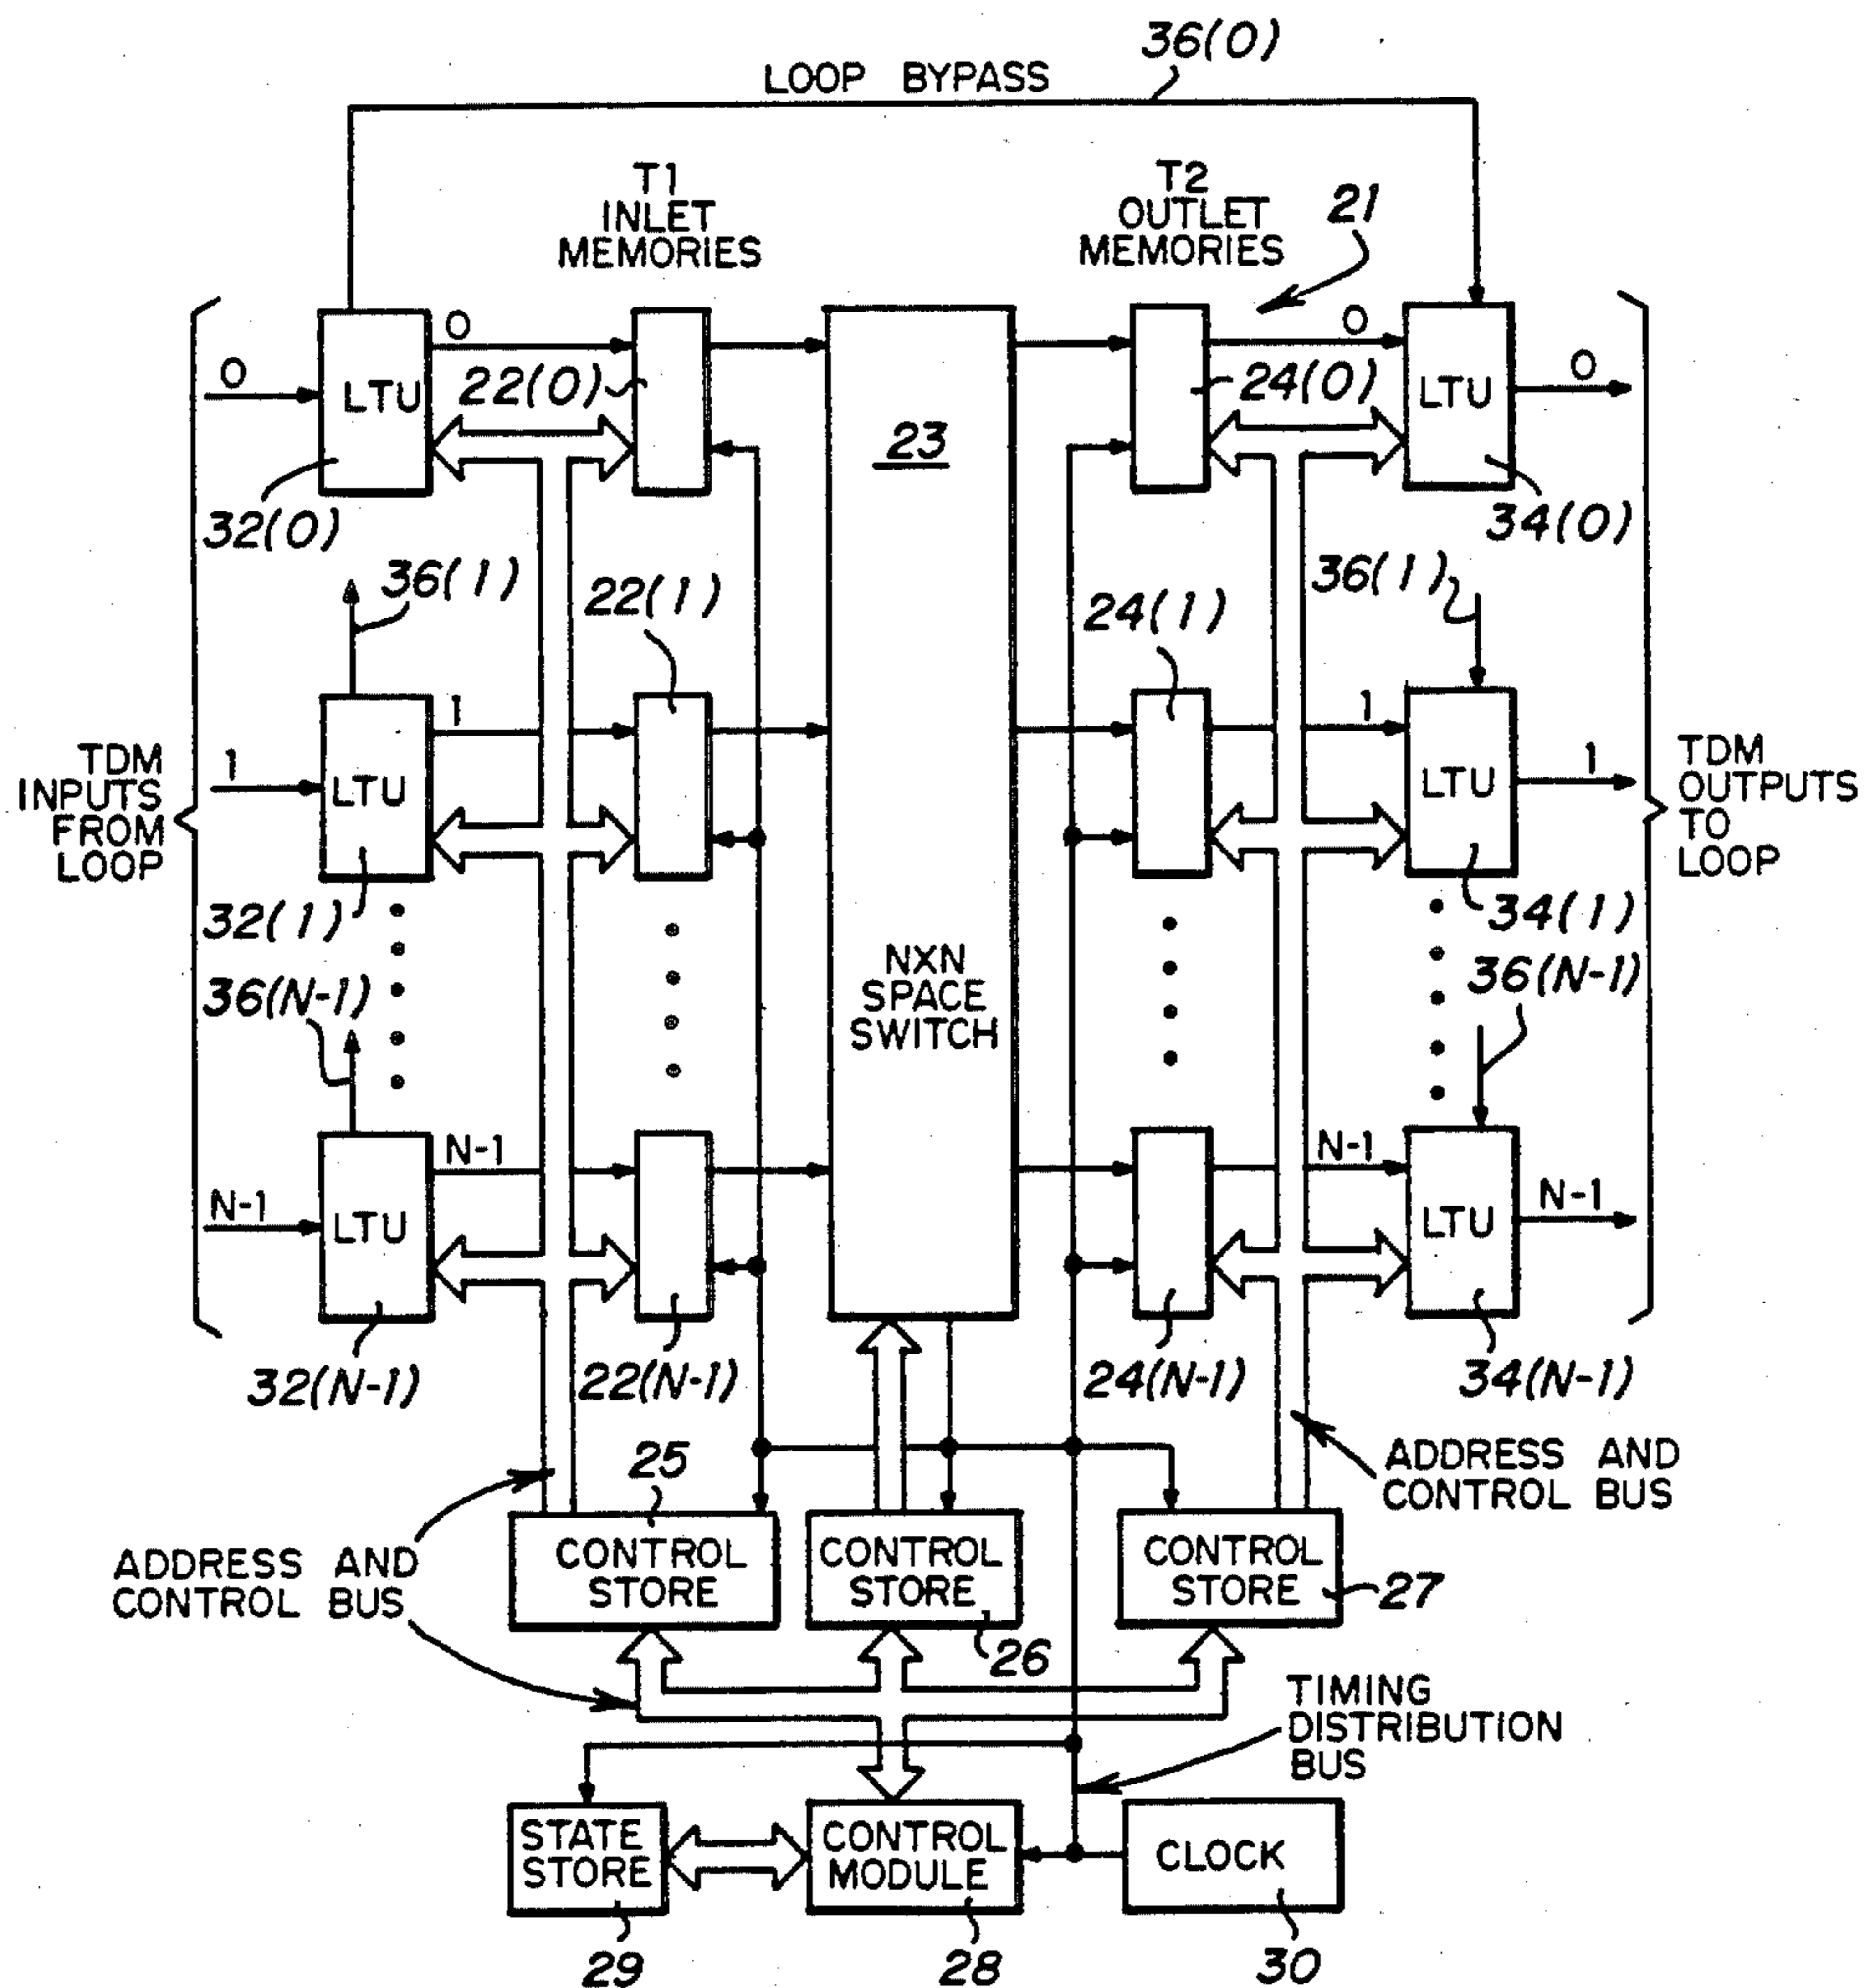 36(0)
LOOP BYPASS
T1
INLET
MEMORIES
T2
OUTLET
MEMORIES
21
0
LTU
0
22(0)
23
24(0)
0
LTU
0
32(0)
34(0)
36(1)
22(1)
24(1)
36(1)
TDM
INPUTS
FROM
LOOP
1
LTU
1
1
LTU
1
TDM
OUTPUTS
TO
LOOP
32(1)
34(1)
36(N-1)
NXN
SPACE
SWITCH
36(N-1)
N-1
LTU
N-1
N-1
LTU
N-1
32(N-1)
22(N-1)
24(N-1)
34(N-1)
ADDRESS AND
CONTROL BUS
25
CONTROL
STORE
CONTROL
STORE
26
CONTROL
STORE
27
ADDRESS AND
CONTROL BUS
TIMING
DISTRIBUTION
BUS
STATE
STORE
29
CONTROL
MODULE
28
CLOCK
30